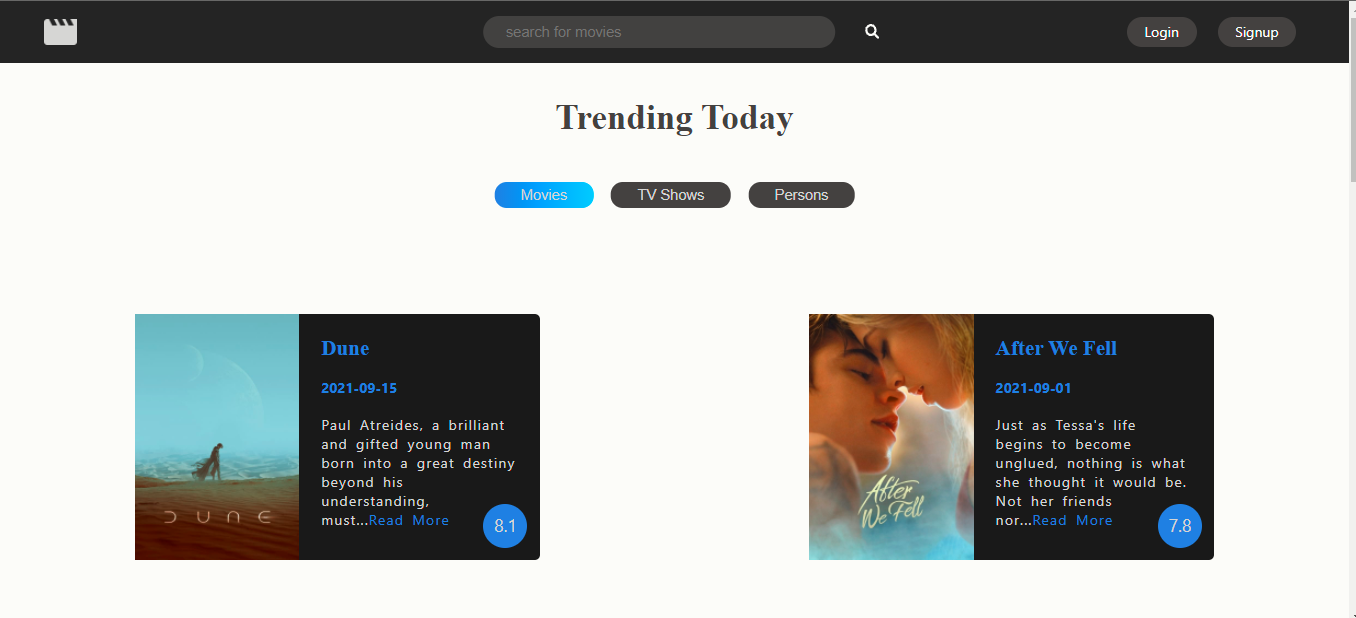 search for movies
Login
Signup
Trending Today
Movies
TV Shows
Persons
DUNE
Dune
2021-09-15
Paul Atreides, a brilliant
and gifted young man
born into a great destiny
beyond his
understanding,
must...Read More
8.1
After
We Fell
After We Fell
2021-09-01
Just as Tessa's life
begins to become
unglued, nothing is what
she thought it would be.
Not her friends
nor...Read More
7.8